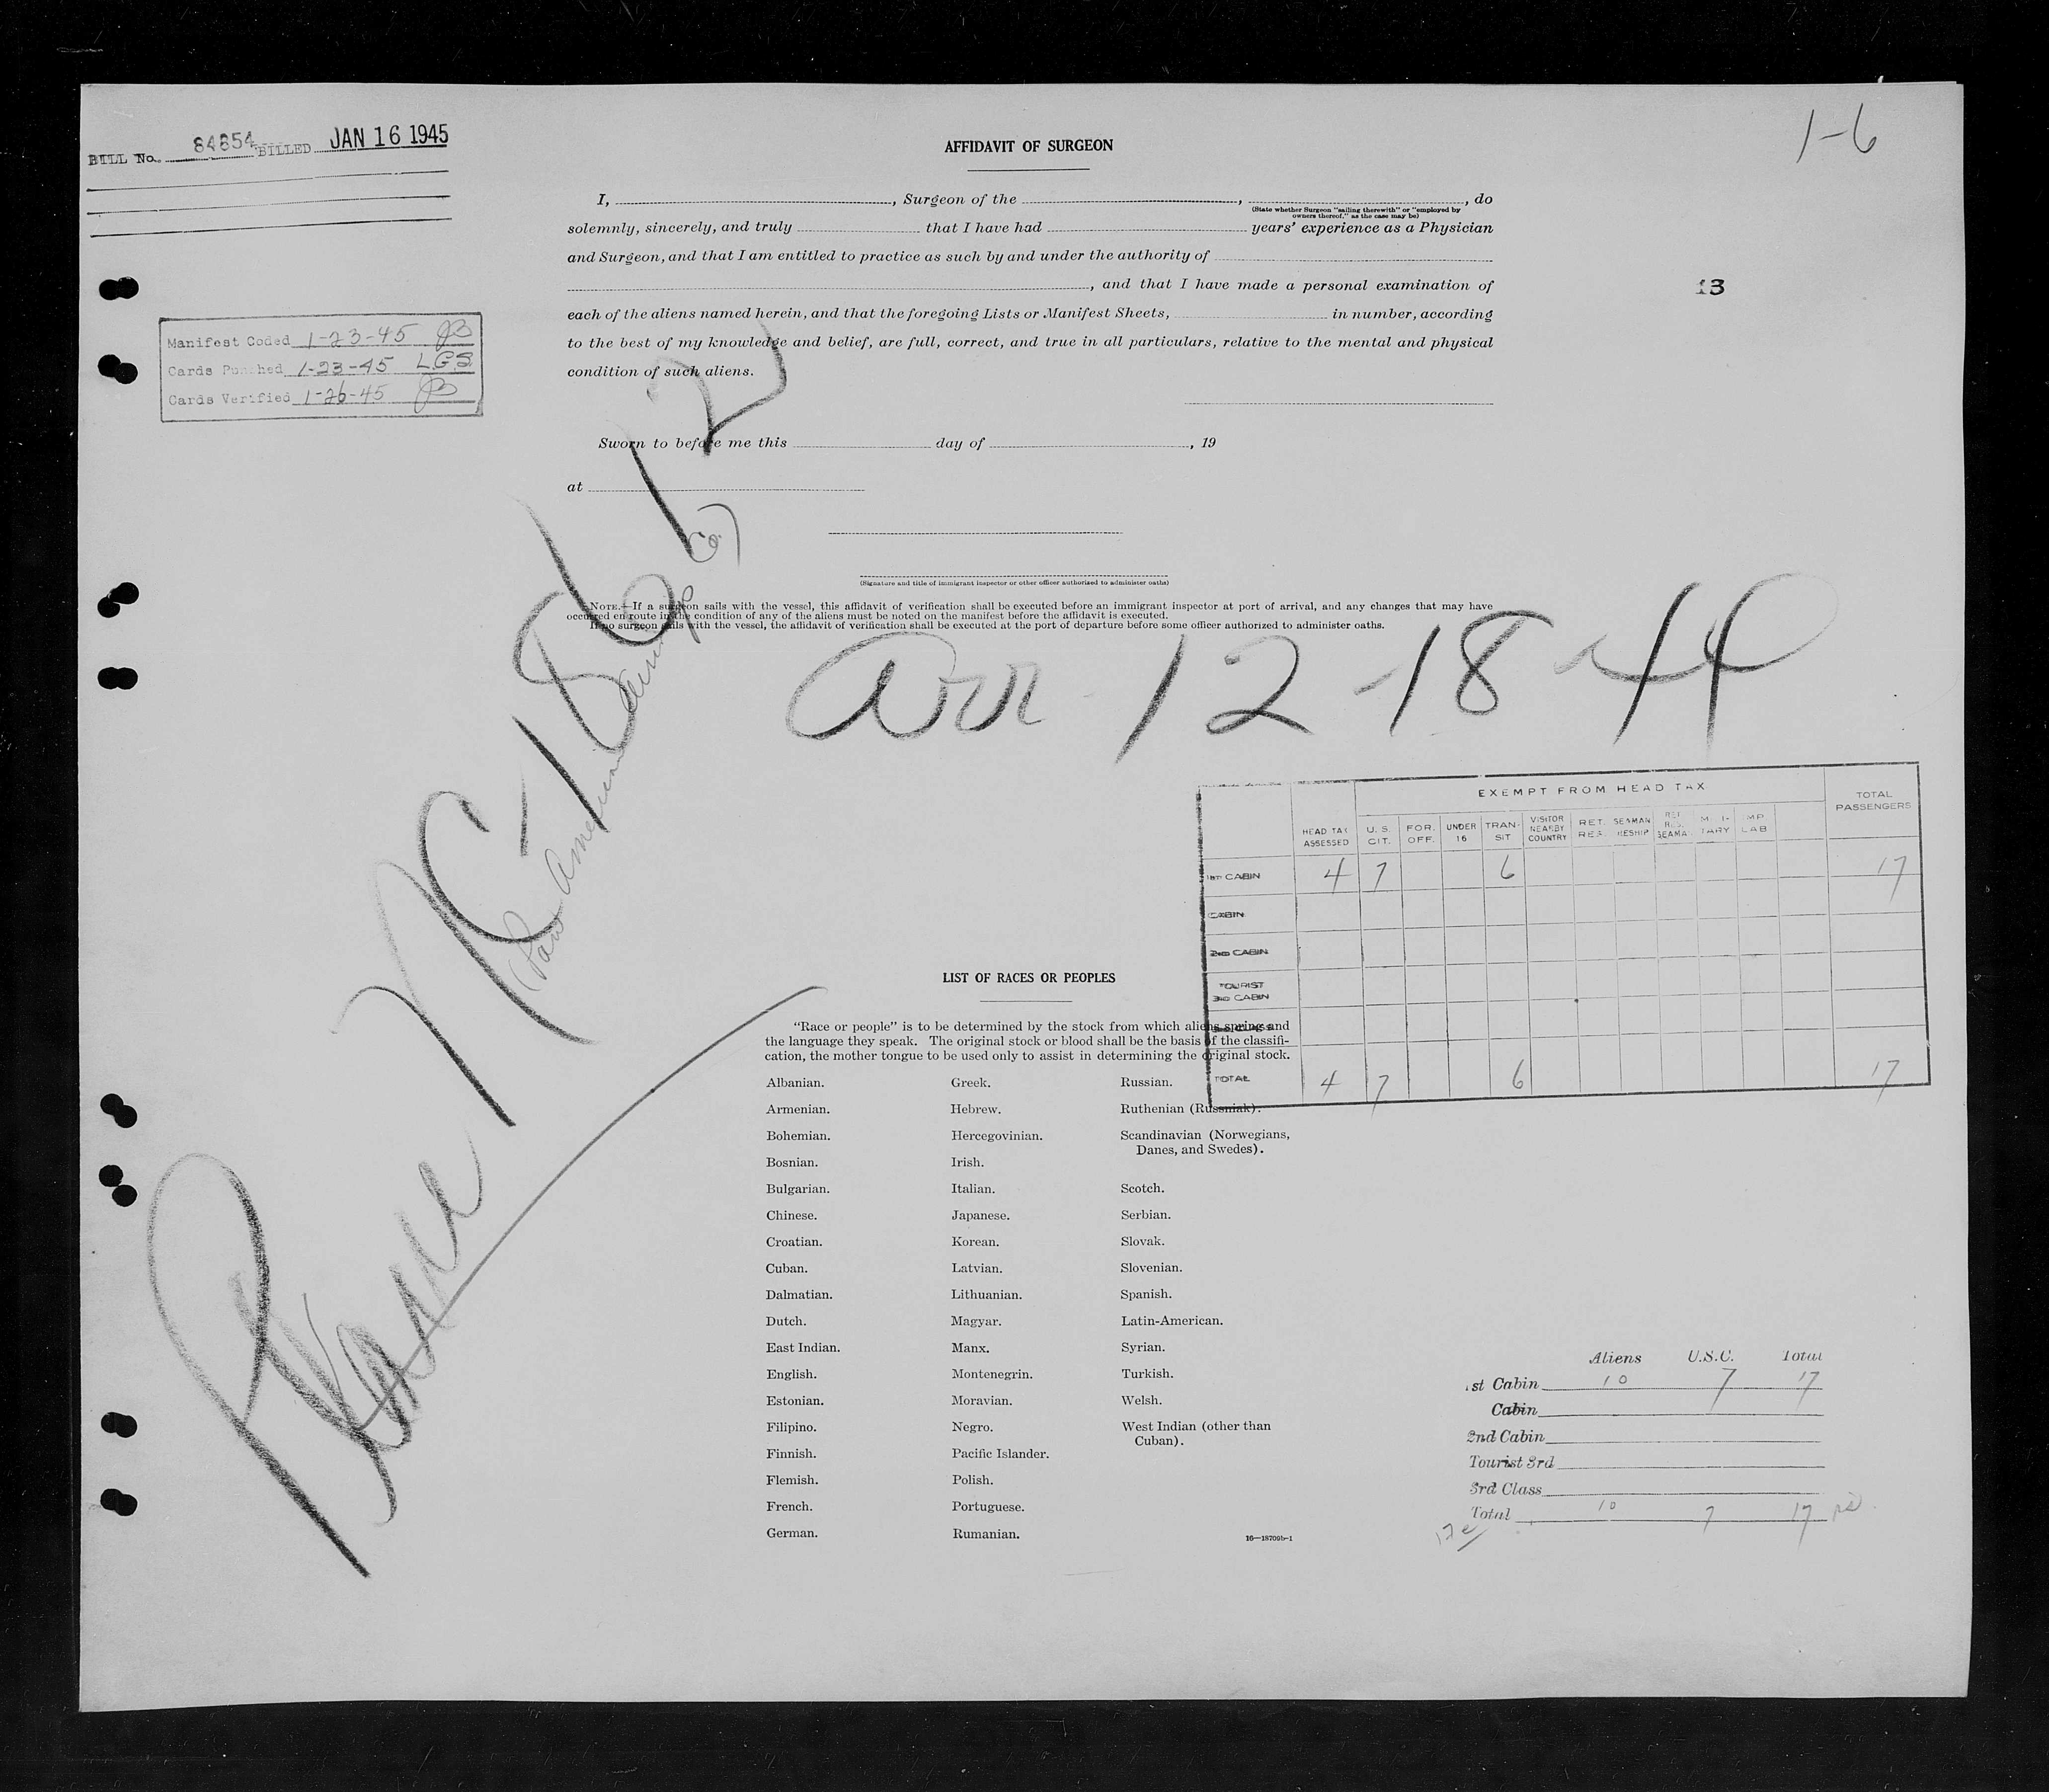 BILL No. 84854 BILLED JAN 16 1945
1-6
AFFIDAVIT OF SURGEON
I, , Surgeon of the , , do
(State whether Surgeon "sailing therewith" or "employed by
owners thereof," as the case may be)
solemnly, sincerely, and truly that I have had years' experience as a Physician
and Surgeon, and that I am entitled to practice as such by and under the authority of
, and that I have made a personal examination of
13
each of the aliens named herein, and that the foregoing Lists or Manifest Sheets, in number, according
to the best of my knowledge and belief, are full, correct, and true in all particulars, relative to the mental and physical
condition of such aliens.
Manifest Coded 1-23-45
Cards Punched 1-23-45 LGS
Cards Verified 1-26-45
Sworn to before me this day of , 19
at
(Signature and title of immigrant inspector or other officer authorized to administer oaths)
NOTE.—If a surgeon sails with the vessel, this affidavit of verification shall be executed before an immigrant inspector at port of arrival, and any changes that may have
occurred en route in the condition of any of the aliens must be noted on the manifest before the affidavit is executed.
If no surgeon sails with the vessel, the affidavit of verification shall be executed at the port of departure before some officer authorized to administer oaths.
Plane NC-18612
(Pan American Airways Co.)
Arr 12-18-44
EXEMPT FROM HEAD TAX
HEAD TAX ASSESSED U.S. CIT. FOR. OFF. UNDER 16 TRANSIT VISITOR NEARBY COUNTRY RET. RES. SEAMAN RESHIP RET. RES. SEAMAN MILITARY IMP LAB TOTAL PASSENGERS
1ST CABIN 4 7 6 17
CABIN
2ND CABIN
TOURIST
3RD CABIN
TOTAL 4 7 6 17
LIST OF RACES OR PEOPLES
"Race or people" is to be determined by the stock from which aliens spring and
the language they speak. The original stock or blood shall be the basis of the classifi-
cation, the mother tongue to be used only to assist in determining the original stock.
Albanian. Greek. Russian.
Armenian. Hebrew. Ruthenian (Russniak).
Bohemian. Hercegovinian. Scandinavian (Norwegians,
Danes, and Swedes).
Bosnian. Irish.
Bulgarian. Italian. Scotch.
Chinese. Japanese. Serbian.
Croatian. Korean. Slovak.
Cuban. Latvian. Slovenian.
Dalmatian. Lithuanian. Spanish.
Dutch. Magyar. Latin-American.
East Indian. Manx. Syrian.
English. Montenegrin. Turkish.
Estonian. Moravian. Welsh.
Filipino. Negro. West Indian (other than
Cuban).
Finnish. Pacific Islander.
Flemish. Polish.
French. Portuguese.
German. Rumanian.
16—18709b-1
Aliens U.S.C. Total
1st Cabin 10 7 17
Cabin
2nd Cabin
Tourist 3rd
3rd Class
Total 10 7 17